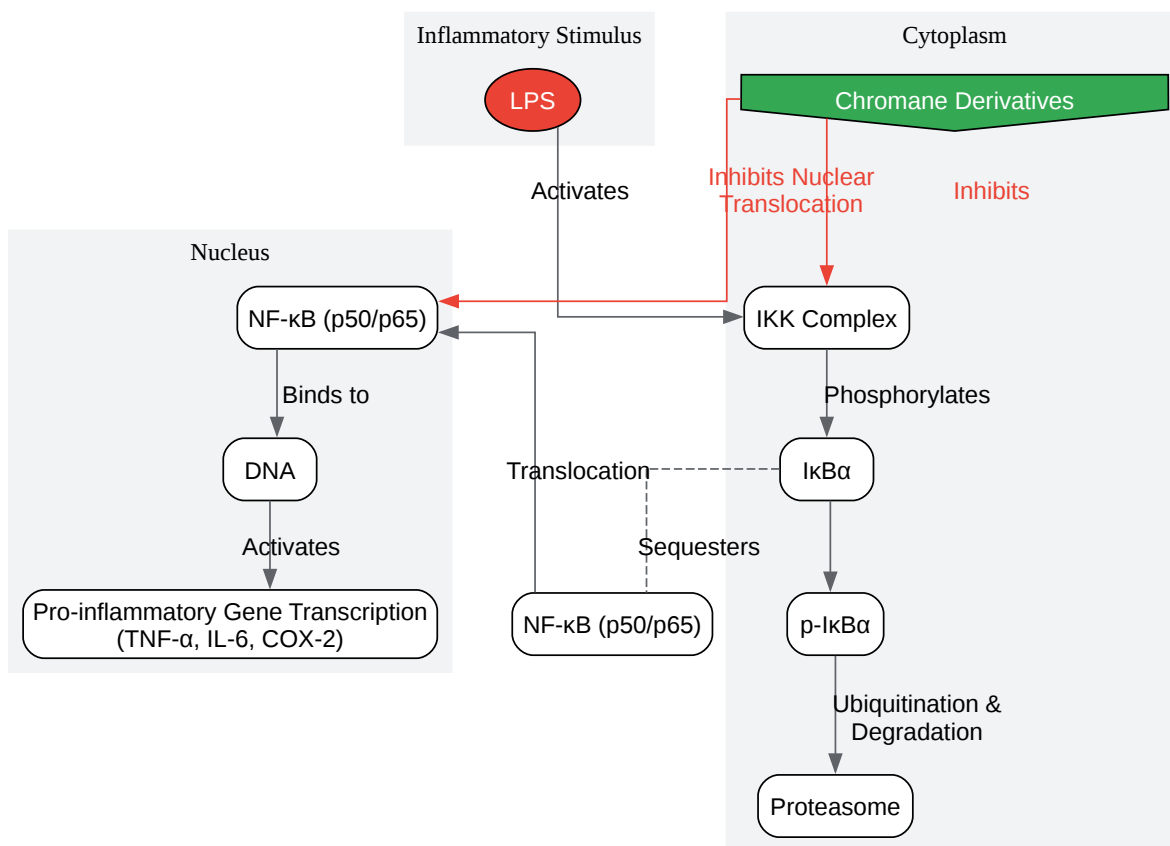 Inflammatory Stimulus
Cytoplasm
LPS
Chromane Derivatives
Activates
Inhibits Nuclear
Translocation
Inhibits
Nucleus
NF-κB (p50/p65)
IKK Complex
Binds to
Phosphorylates
DNA
Translocation
IκBα
Activates
Sequesters
Pro-inflammatory Gene Transcription
(TNF-α, IL-6, COX-2)
NF-κB (p50/p65)
p-IκBα
Ubiquitination &
Degradation
Proteasome